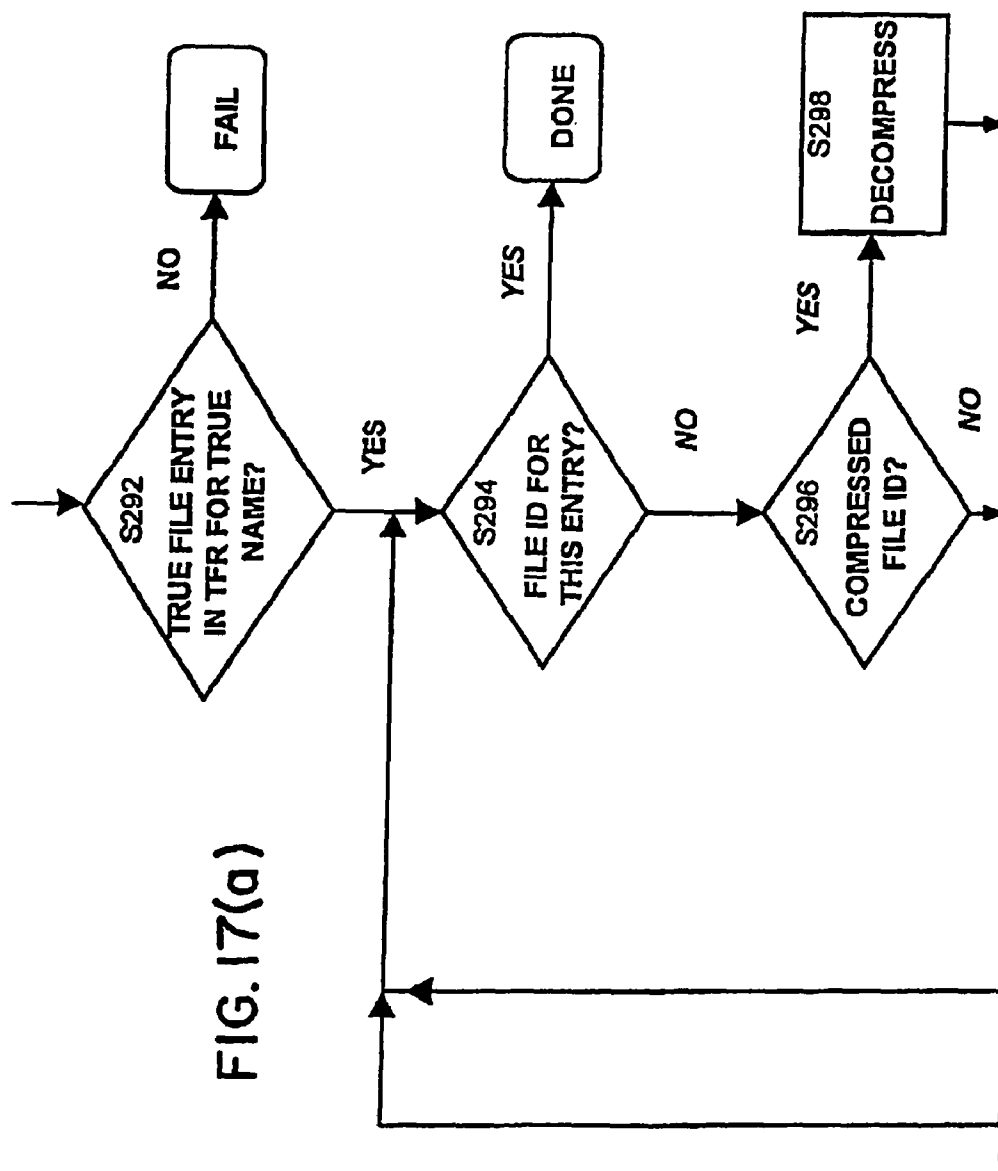 S292
TRUE FILE ENTRY
IN TFR FOR TRUE
NAME?
NO
FAIL
YES
S294
FILE ID FOR
THIS ENTRY?
YES
DONE
NO
S296
COMPRESSED
FILE ID?
YES
S298
DECOMPRESS
NO
FIG. 17(a)